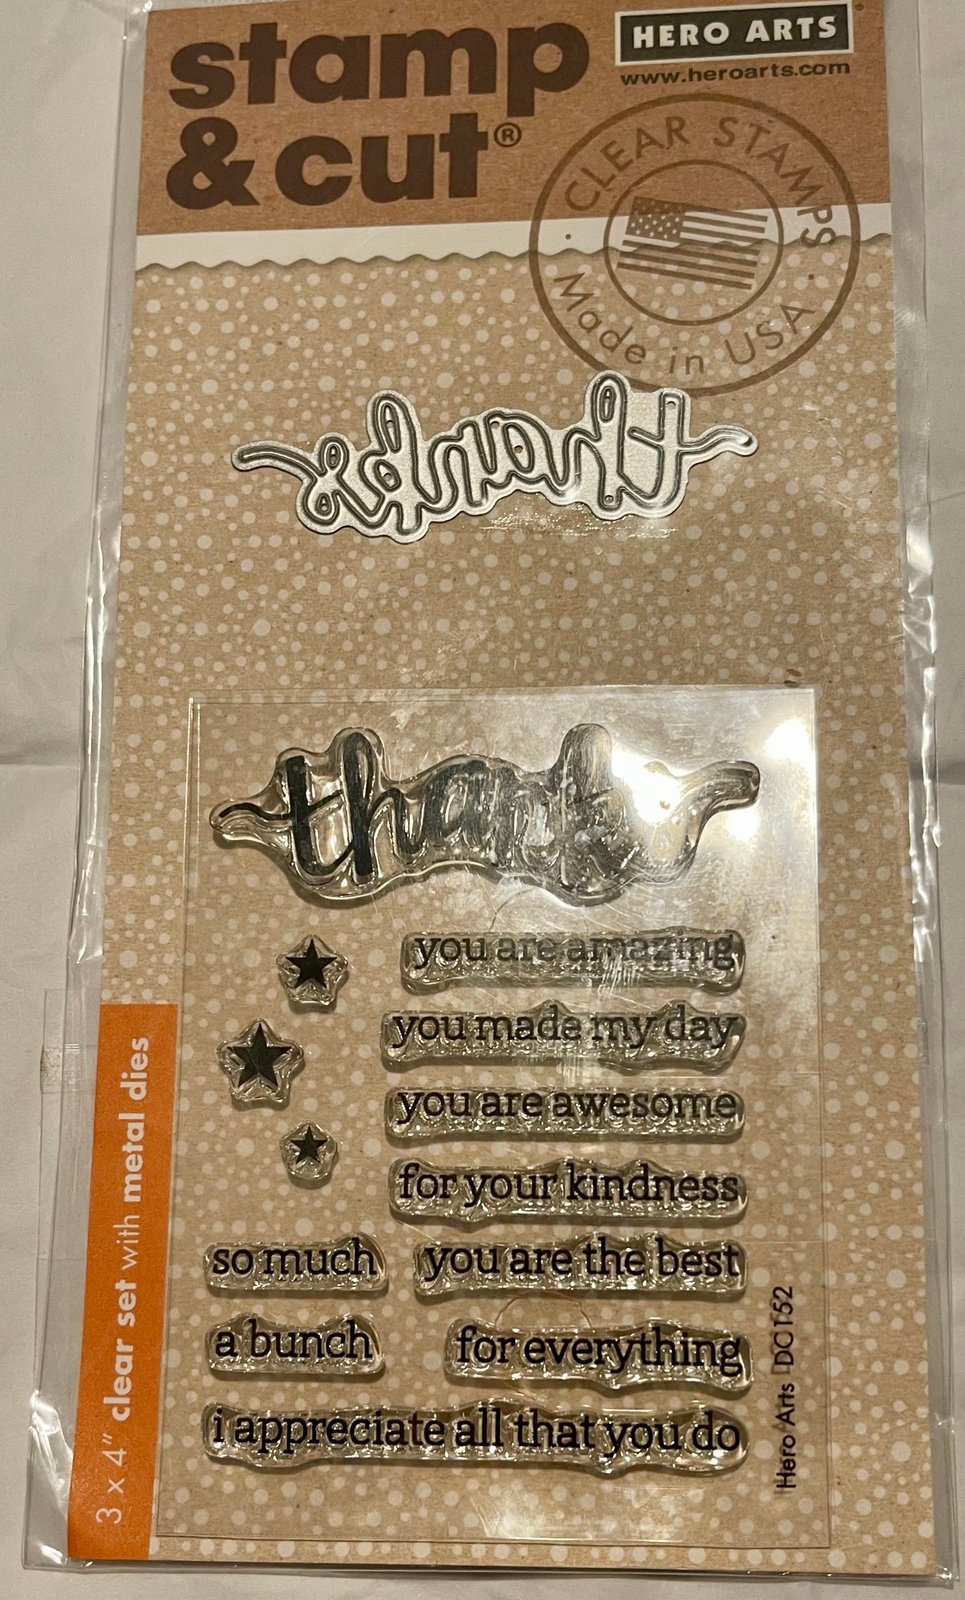 stamp
& cut®
HERO ARTS
www.heroarts.com
CLEAR STAMPS
Made in USA
thanks
thanks
you are amazing
you made my day
you are awesome
for your kindness
so much
you are the best
a bunch
for everything
i appreciate all that you do
Hero Arts DC152
3 x 4" clear set with metal dies